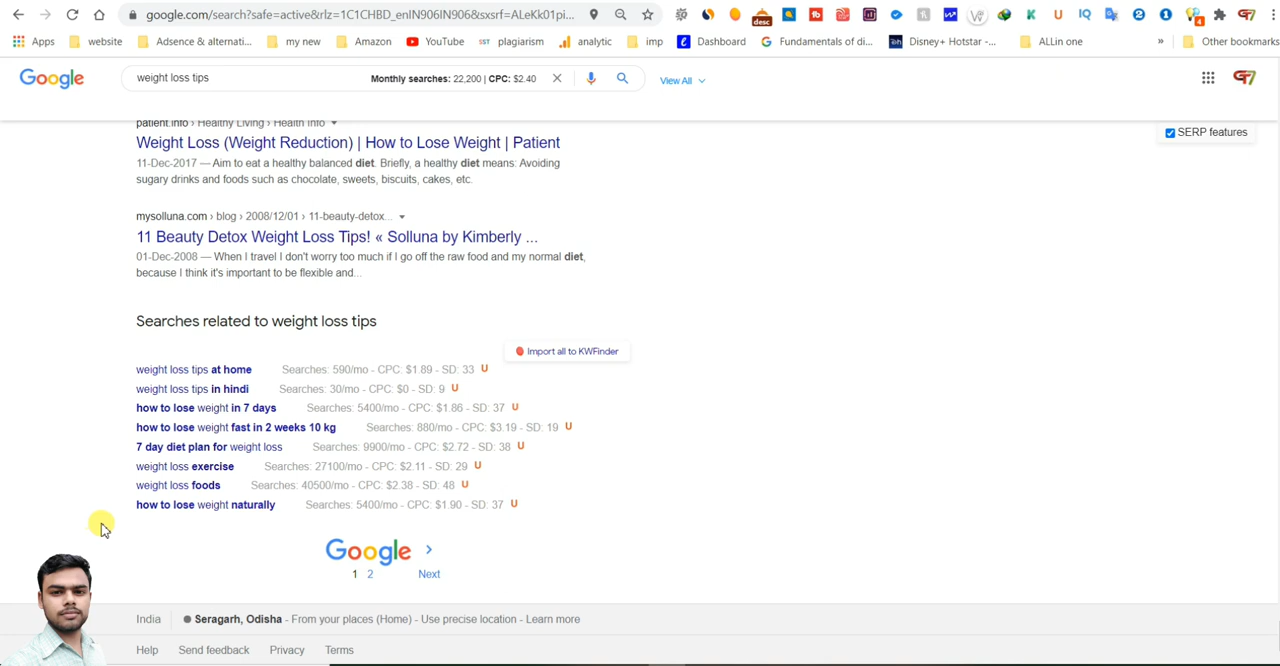 google.com/search?safe=active&rlz=1C1CHBD_enIN906IN906&sxsrf=ALeKk01pi...
desc
4
Apps website Adsence & alternati... my new Amazon YouTube SST plagiarism analytic imp Dashboard Fundamentals of di... Disney+ Hotstar -... ALLin one » Other bookmarks
Google weight loss tips Monthly searches: 22,200 | CPC: $2.40 View All
SERP features
patient.info › Healthy Living › Health Info
Weight Loss (Weight Reduction) | How to Lose Weight | Patient
11-Dec-2017 — Aim to eat a healthy balanced diet. Briefly, a healthy diet means: Avoiding
sugary drinks and foods such as chocolate, sweets, biscuits, cakes, etc.
mysolluna.com › blog › 2008/12/01 › 11-beauty-detox...
11 Beauty Detox Weight Loss Tips! « Solluna by Kimberly ...
01-Dec-2008 — When I travel I don't worry too much if I go off the raw food and my normal diet,
because I think it's important to be flexible and...
Searches related to weight loss tips
Import all to KWFinder
weight loss tips at home Searches: 590/mo - CPC: $1.89 - SD: 33 U
weight loss tips in hindi Searches: 30/mo - CPC: $0 - SD: 9 U
how to lose weight in 7 days Searches: 5400/mo - CPC: $1.86 - SD: 37 U
how to lose weight fast in 2 weeks 10 kg Searches: 880/mo - CPC: $3.19 - SD: 19 U
7 day diet plan for weight loss Searches: 9900/mo - CPC: $2.72 - SD: 38 U
weight loss exercise Searches: 27100/mo - CPC: $2.11 - SD: 29 U
weight loss foods Searches: 40500/mo - CPC: $2.38 - SD: 48 U
how to lose weight naturally Searches: 5400/mo - CPC: $1.90 - SD: 37 U
Google >
1 2 Next
India Seragarh, Odisha - From your places (Home) - Use precise location - Learn more
Help Send feedback Privacy Terms